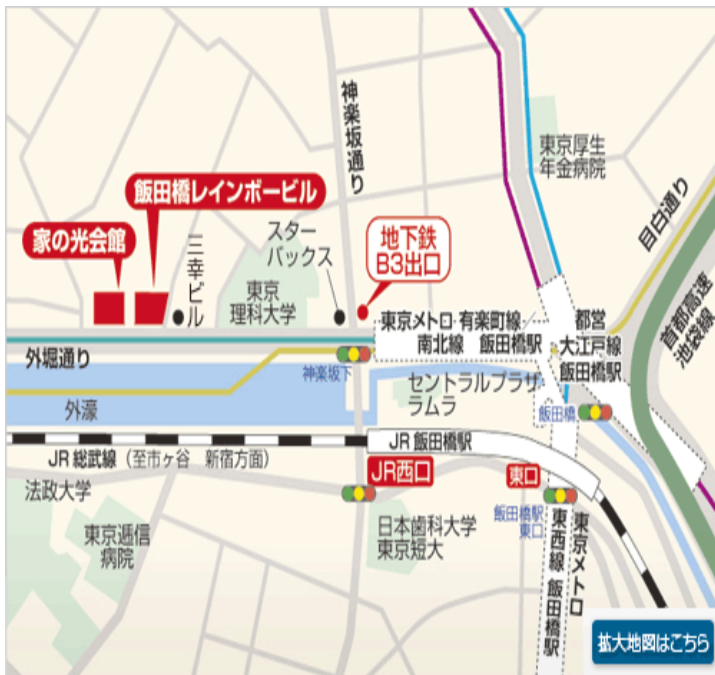 神楽坂通り
東京厚生
年金病院
目白通り
飯田橋レインボービル
家の光会館
三幸ビル
スター
バックス
地下鉄
B3出口
東京
理科大学
首都高速
池袋線
東京メトロ 有楽町線
南北線 飯田橋駅
都営
大江戸線
飯田橋駅
外堀通り
神楽坂下
セントラルプラザ
ラムラ
飯田橋
外濠
JR 飯田橋駅
JR 総武線(至市ヶ谷 新宿方面)
JR西口
東口
法政大学
東京逓信
病院
日本歯科大学
東京短大
飯田橋駅
東口
東京メトロ
東西線 飯田橋駅
拡大地図はこちら